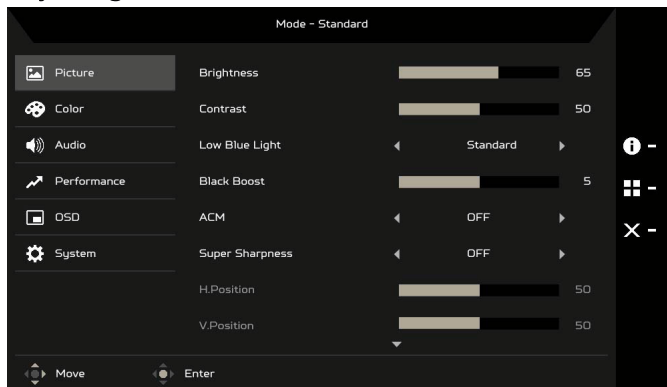 Mode - Standard
Picture
Brightness 65
Color
Contrast 50
Audio
Low Blue Light Standard
Performance
Black Boost 5
OSD
ACM OFF
System
Super Sharpness OFF
H.Position 50
V.Position 50
Move Enter